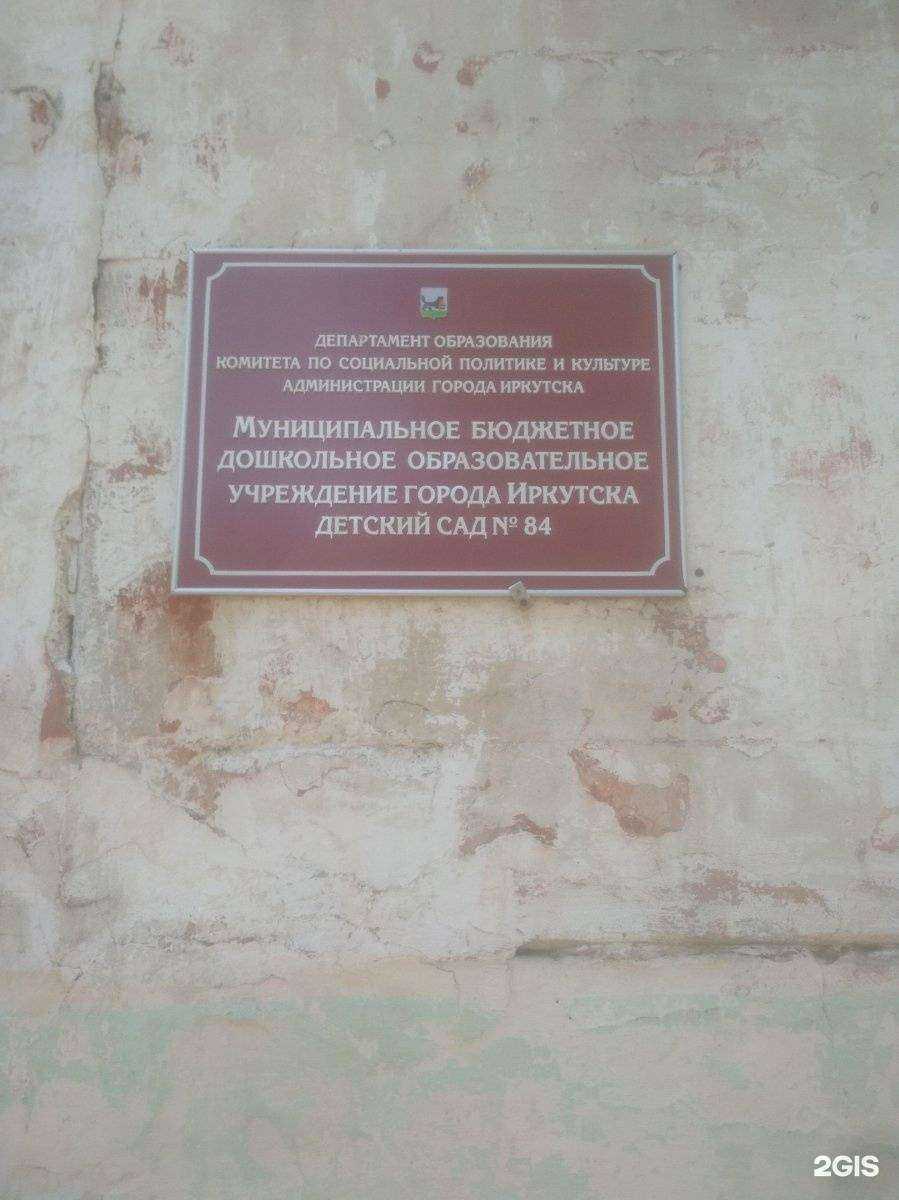 ДЕПАРТАМЕНТ ОБРАЗОВАНИЯ
КОМИТЕТА ПО СОЦИАЛЬНОЙ ПОЛИТИКЕ И КУЛЬТУРЕ
АДМИНИСТРАЦИИ ГОРОДА ИРКУТСКА
МУНИЦИПАЛЬНОЕ БЮДЖЕТНОЕ
ДОШКОЛЬНОЕ ОБРАЗОВАТЕЛЬНОЕ
УЧРЕЖДЕНИЕ ГОРОДА ИРКУТСКА
ДЕТСКИЙ САД № 84
2GIS